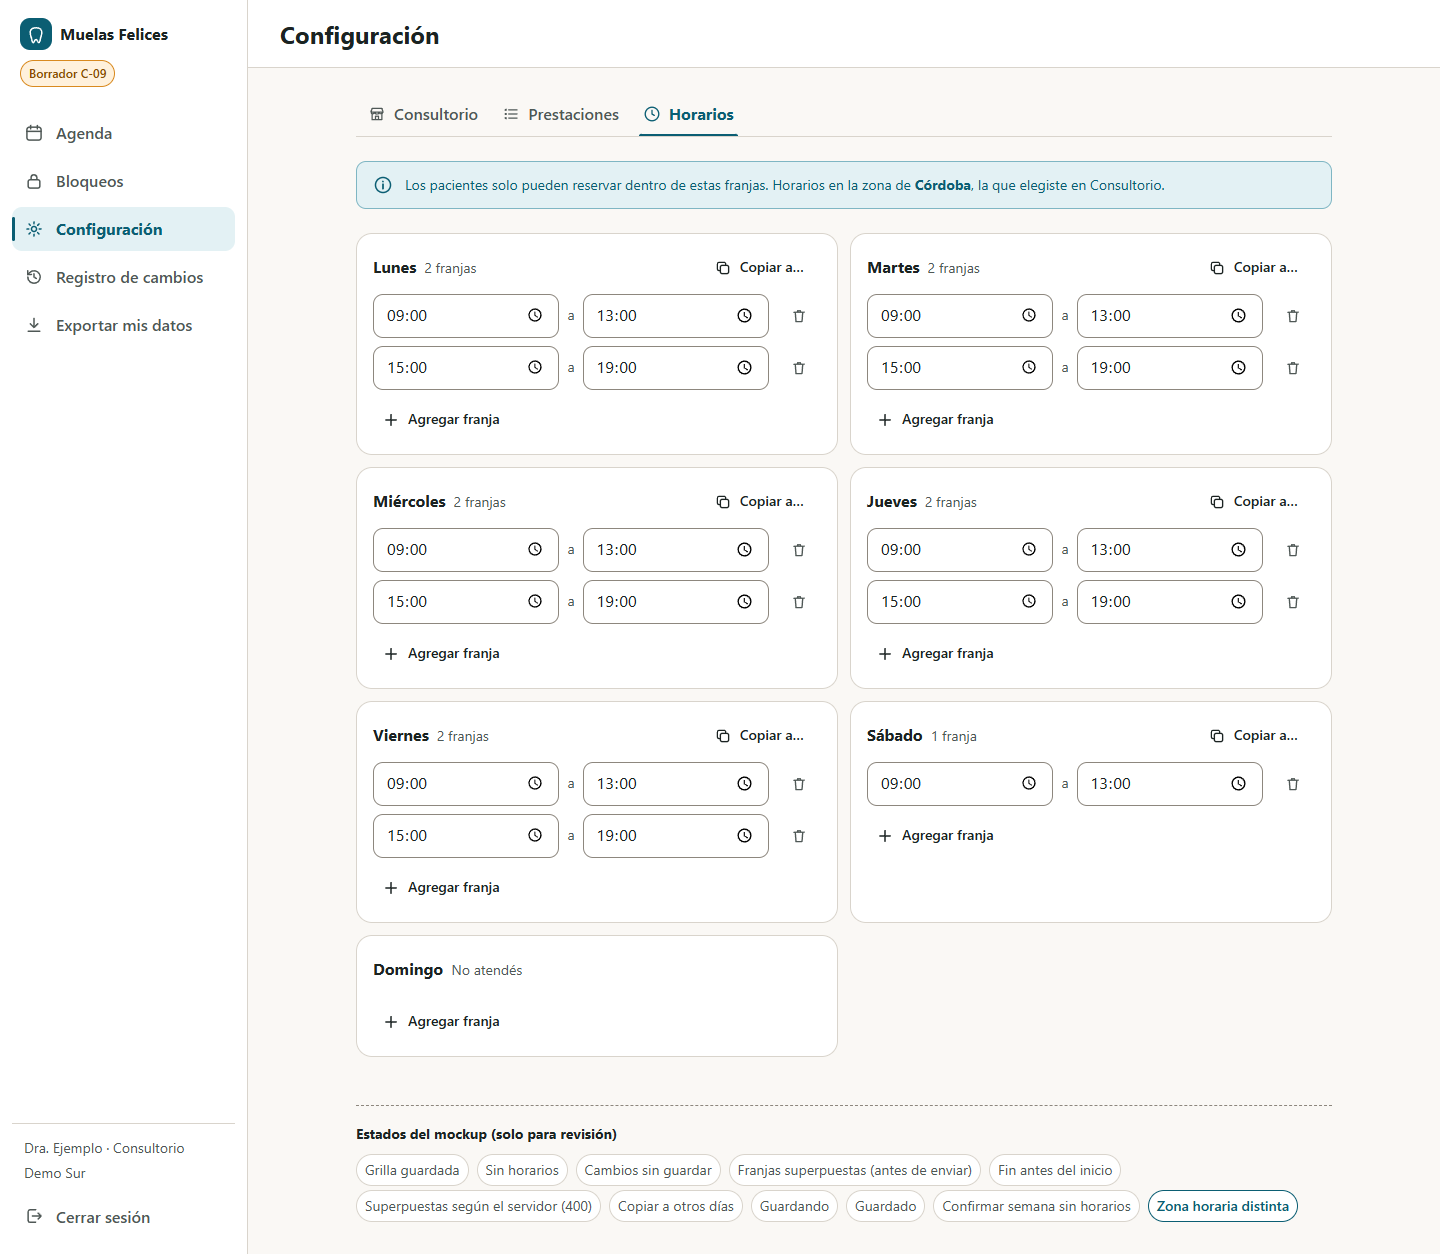 Muelas Felices
Borrador C-09
Agenda
Bloqueos
Configuración
Registro de cambios
Exportar mis datos
Dra. Ejemplo · Consultorio
Demo Sur
Cerrar sesión
Configuración
Consultorio
Prestaciones
Horarios
Los pacientes solo pueden reservar dentro de estas franjas. Horarios en la zona de Córdoba, la que elegiste en Consultorio.
Lunes 2 franjas Copiar a...
09:00 a 13:00
15:00 a 19:00
Agregar franja
Martes 2 franjas Copiar a...
09:00 a 13:00
15:00 a 19:00
Agregar franja
Miércoles 2 franjas Copiar a...
09:00 a 13:00
15:00 a 19:00
Agregar franja
Jueves 2 franjas Copiar a...
09:00 a 13:00
15:00 a 19:00
Agregar franja
Viernes 2 franjas Copiar a...
09:00 a 13:00
15:00 a 19:00
Agregar franja
Sábado 1 franja Copiar a...
09:00 a 13:00
Agregar franja
Domingo No atendés
Agregar franja
Estados del mockup (solo para revisión)
Grilla guardada Sin horarios Cambios sin guardar Franjas superpuestas (antes de enviar) Fin antes del inicio
Superpuestas según el servidor (400) Copiar a otros días Guardando Guardado Confirmar semana sin horarios Zona horaria distinta